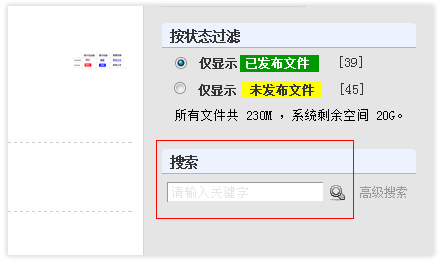 按状态过滤
仅显示 已发布文件 [39]
仅显示 未发布文件 [45]
所有文件共 230M ，系统剩余空间 20G。
搜索
请输入关键字 高级搜索